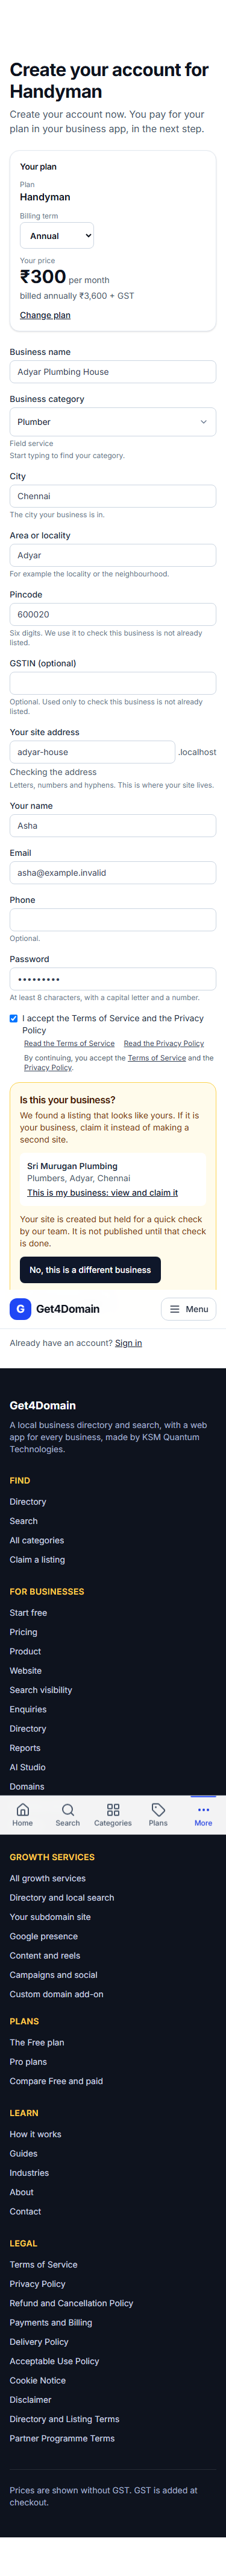 Create your account for
Handyman
Create your account now. You pay for your
plan in your business app, in the next step.
Your plan
Plan
Handyman
Billing term
Annual
Your price
₹300 per month
billed annually ₹3,600 + GST
Change plan
Business name
Adyar Plumbing House
Business category
Plumber
Field service
Start typing to find your category.
City
Chennai
The city your business is in.
Area or locality
Adyar
For example the locality or the neighbourhood.
Pincode
600020
Six digits. We use it to check this business is not already
listed.
GSTIN (optional)
Optional. Used only to check this business is not already
listed.
Your site address
adyar-house .localhost
Checking the address
Letters, numbers and hyphens. This is where your site lives.
Your name
Asha
Email
asha@example.invalid
Phone
Optional.
Password
•••••••••
At least 8 characters, with a capital letter and a number.
I accept the Terms of Service and the Privacy
Policy
Read the Terms of Service Read the Privacy Policy
By continuing, you accept the Terms of Service and the
Privacy Policy.
Is this your business?
We found a listing that looks like yours. If it is
your business, claim it instead of making a
second site.
Sri Murugan Plumbing
Plumbers, Adyar, Chennai
This is my business: view and claim it
Your site is created but held for a quick check
by our team. It is not published until that check
is done.
No, this is a different business
G Get4Domain Menu
Already have an account? Sign in
Get4Domain
A local business directory and search, with a web
app for every business, made by KSM Quantum
Technologies.
FIND
Directory
Search
All categories
Claim a listing
FOR BUSINESSES
Start free
Pricing
Product
Website
Search visibility
Enquiries
Directory
Reports
AI Studio
Domains
Home Search Categories Plans More
GROWTH SERVICES
All growth services
Directory and local search
Your subdomain site
Google presence
Content and reels
Campaigns and social
Custom domain add-on
PLANS
The Free plan
Pro plans
Compare Free and paid
LEARN
How it works
Guides
Industries
About
Contact
LEGAL
Terms of Service
Privacy Policy
Refund and Cancellation Policy
Payments and Billing
Delivery Policy
Acceptable Use Policy
Cookie Notice
Disclaimer
Directory and Listing Terms
Partner Programme Terms
Prices are shown without GST. GST is added at
checkout.